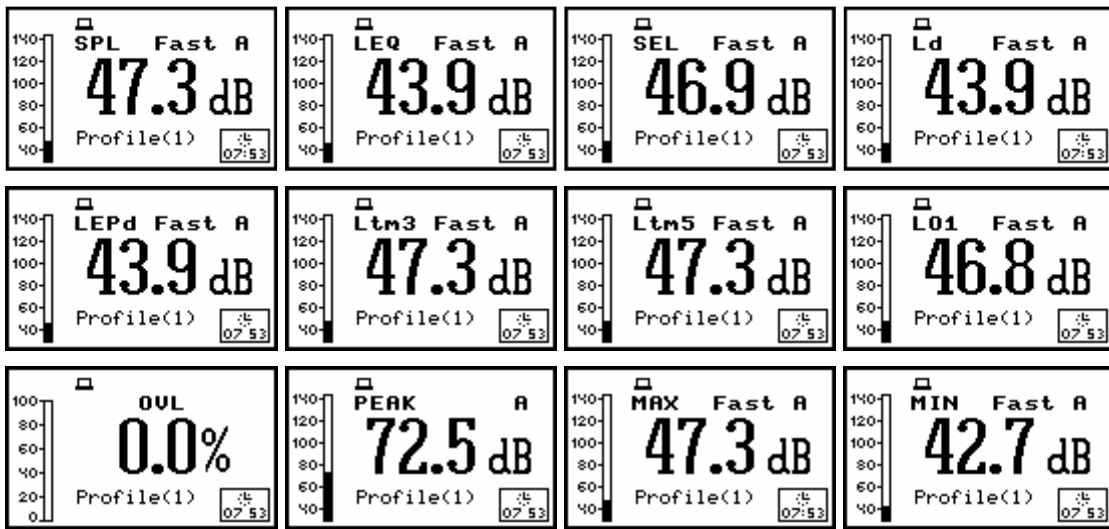 140
SPL Fast A
120
100
47.3 dB
80
60
Profile(1)
40
07:53
140
LEQ Fast A
120
100
43.9 dB
80
60
Profile(1)
40
07 53
140
SEL Fast A
120
100
46.9 dB
80
60
Profile(1)
40
07 53
140
Ld Fast A
120
100
43.9 dB
80
60
Profile(1)
40
07:53
140
LEPd Fast A
120
100
43.9 dB
80
60
Profile(1)
40
07 53
140
Ltm3 Fast A
120
100
47.3 dB
80
60
Profile(1)
40
07 53
140
Ltm5 Fast A
120
100
47.3 dB
80
60
Profile(1)
40
07 53
140
L01 Fast A
120
100
46.8 dB
80
60
Profile(1)
40
07 53
100
OVL
80
60
0.0%
40
20
Profile(1)
0
07 53
140
PEAK A
120
100
72.5 dB
80
60
Profile(1)
40
07 53
140
MAX Fast A
120
100
47.3 dB
80
60
Profile(1)
40
07:53
140
MIN Fast A
120
100
42.7 dB
80
60
Profile(1)
40
07 53